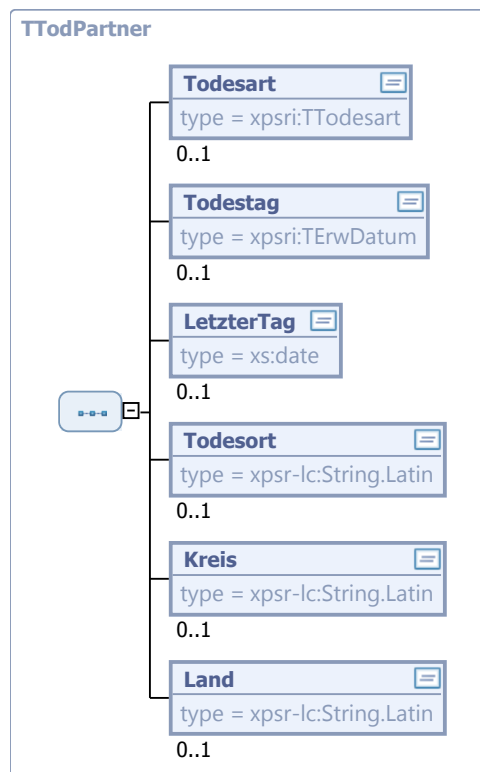 TTodPartner
Todesart
type = xpsri:TTodesart
0..1
Todestag
type = xpsri:TErwDatum
0..1
LetzterTag
type = xs:date
0..1
Todesort
type = xpsr-lc:String.Latin
0..1
Kreis
type = xpsr-lc:String.Latin
0..1
Land
type = xpsr-lc:String.Latin
0..1